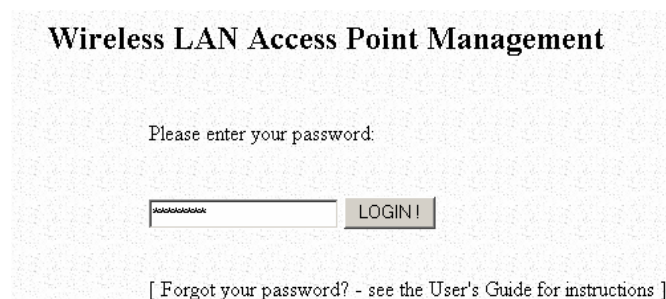 Wireless LAN Access Point Management
Please enter your password:
********* LOGIN !
[ Forgot your password? - see the User's Guide for instructions ]